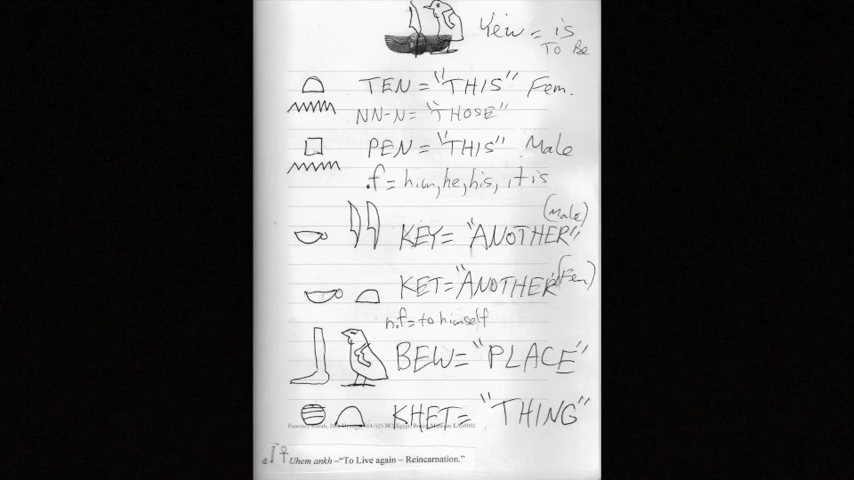 Yew = is
To Be
TEN = "THIS" Fem.
NN-N = "THOSE"
PEN = "THIS" Male
.f = him, he, his, it is
(Male)
KEY = "ANOTHER"
KET = "ANOTHER" (Fem)
n.f = to himself
BEW = "PLACE"
KHET = "THING"
Uhem ankh –"To Live again – Reincarnation."